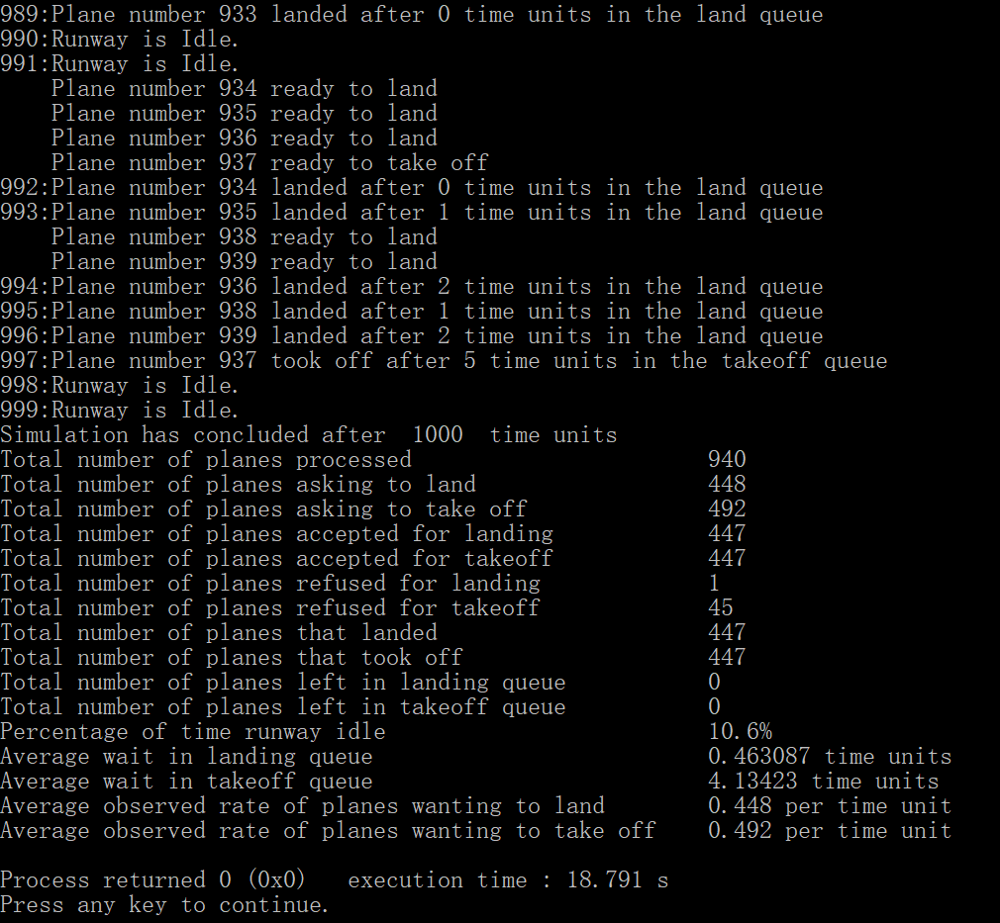 989:Plane number 933 landed after 0 time units in the land queue
990:Runway is Idle.
991:Runway is Idle.
    Plane number 934 ready to land
    Plane number 935 ready to land
    Plane number 936 ready to land
    Plane number 937 ready to take off
992:Plane number 934 landed after 0 time units in the land queue
993:Plane number 935 landed after 1 time units in the land queue
    Plane number 938 ready to land
    Plane number 939 ready to land
994:Plane number 936 landed after 2 time units in the land queue
995:Plane number 938 landed after 1 time units in the land queue
996:Plane number 939 landed after 2 time units in the land queue
997:Plane number 937 took off after 5 time units in the takeoff queue
998:Runway is Idle.
999:Runway is Idle.
Simulation has concluded after  1000  time units
Total number of planes processed                       940
Total number of planes asking to land                  448
Total number of planes asking to take off              492
Total number of planes accepted for landing            447
Total number of planes accepted for takeoff            447
Total number of planes refused for landing             1
Total number of planes refused for takeoff             45
Total number of planes that landed                     447
Total number of planes that took off                   447
Total number of planes left in landing queue           0
Total number of planes left in takeoff queue           0
Percentage of time runway idle                         10.6%
Average wait in landing queue                          0.463087 time units
Average wait in takeoff queue                          4.13423 time units
Average observed rate of planes wanting to land        0.448 per time unit
Average observed rate of planes wanting to take off    0.492 per time unit

Process returned 0 (0x0)   execution time : 18.791 s
Press any key to continue.